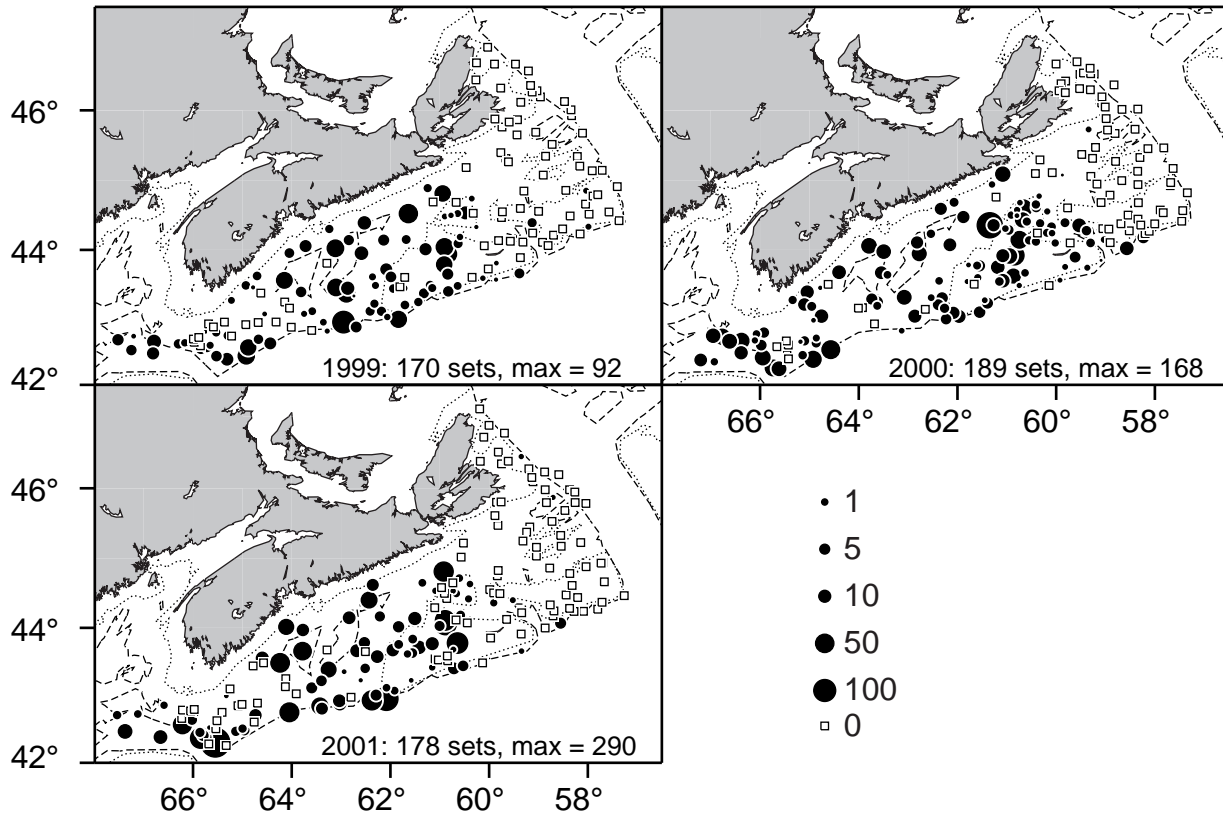 46°
44°
42°
1999: 170 sets, max = 92
2000: 189 sets, max = 168
66° 64° 62° 60° 58°
46°
44°
42°
2001: 178 sets, max = 290
66° 64° 62° 60° 58°
1
5
10
50
100
0